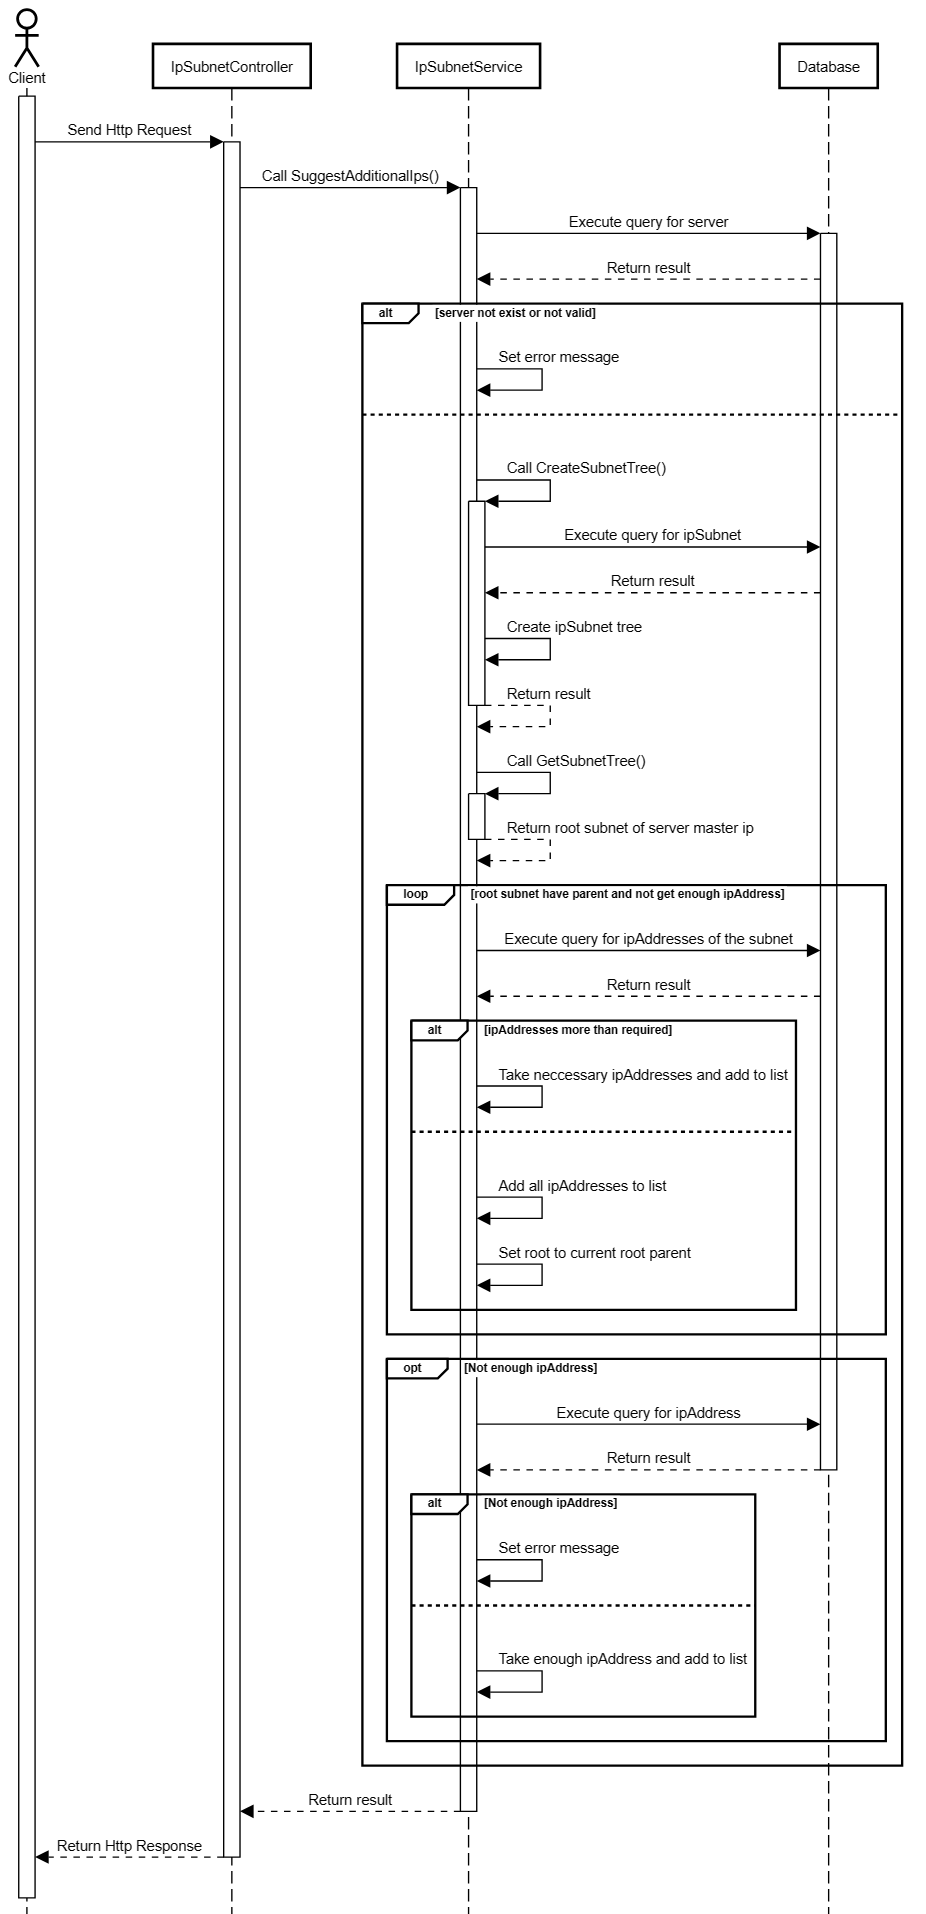 Client
IpSubnetController
IpSubnetService
Database
Send Http Request
Call SuggestAdditionalIps()
Execute query for server
Return result
alt
[server not exist or not valid]
Set error message
Call CreateSubnetTree()
Execute query for ipSubnet
Return result
Create ipSubnet tree
Return result
Call GetSubnetTree()
Return root subnet of server master ip
loop
[root subnet have parent and not get enough ipAddress]
Execute query for ipAddresses of the subnet
Return result
alt
[ipAddresses more than required]
Take neccessary ipAddresses and add to list
Add all ipAddresses to list
Set root to current root parent
opt
[Not enough ipAddress]
Execute query for ipAddress
Return result
alt
[Not enough ipAddress]
Set error message
Take enough ipAddress and add to list
Return result
Return Http Response